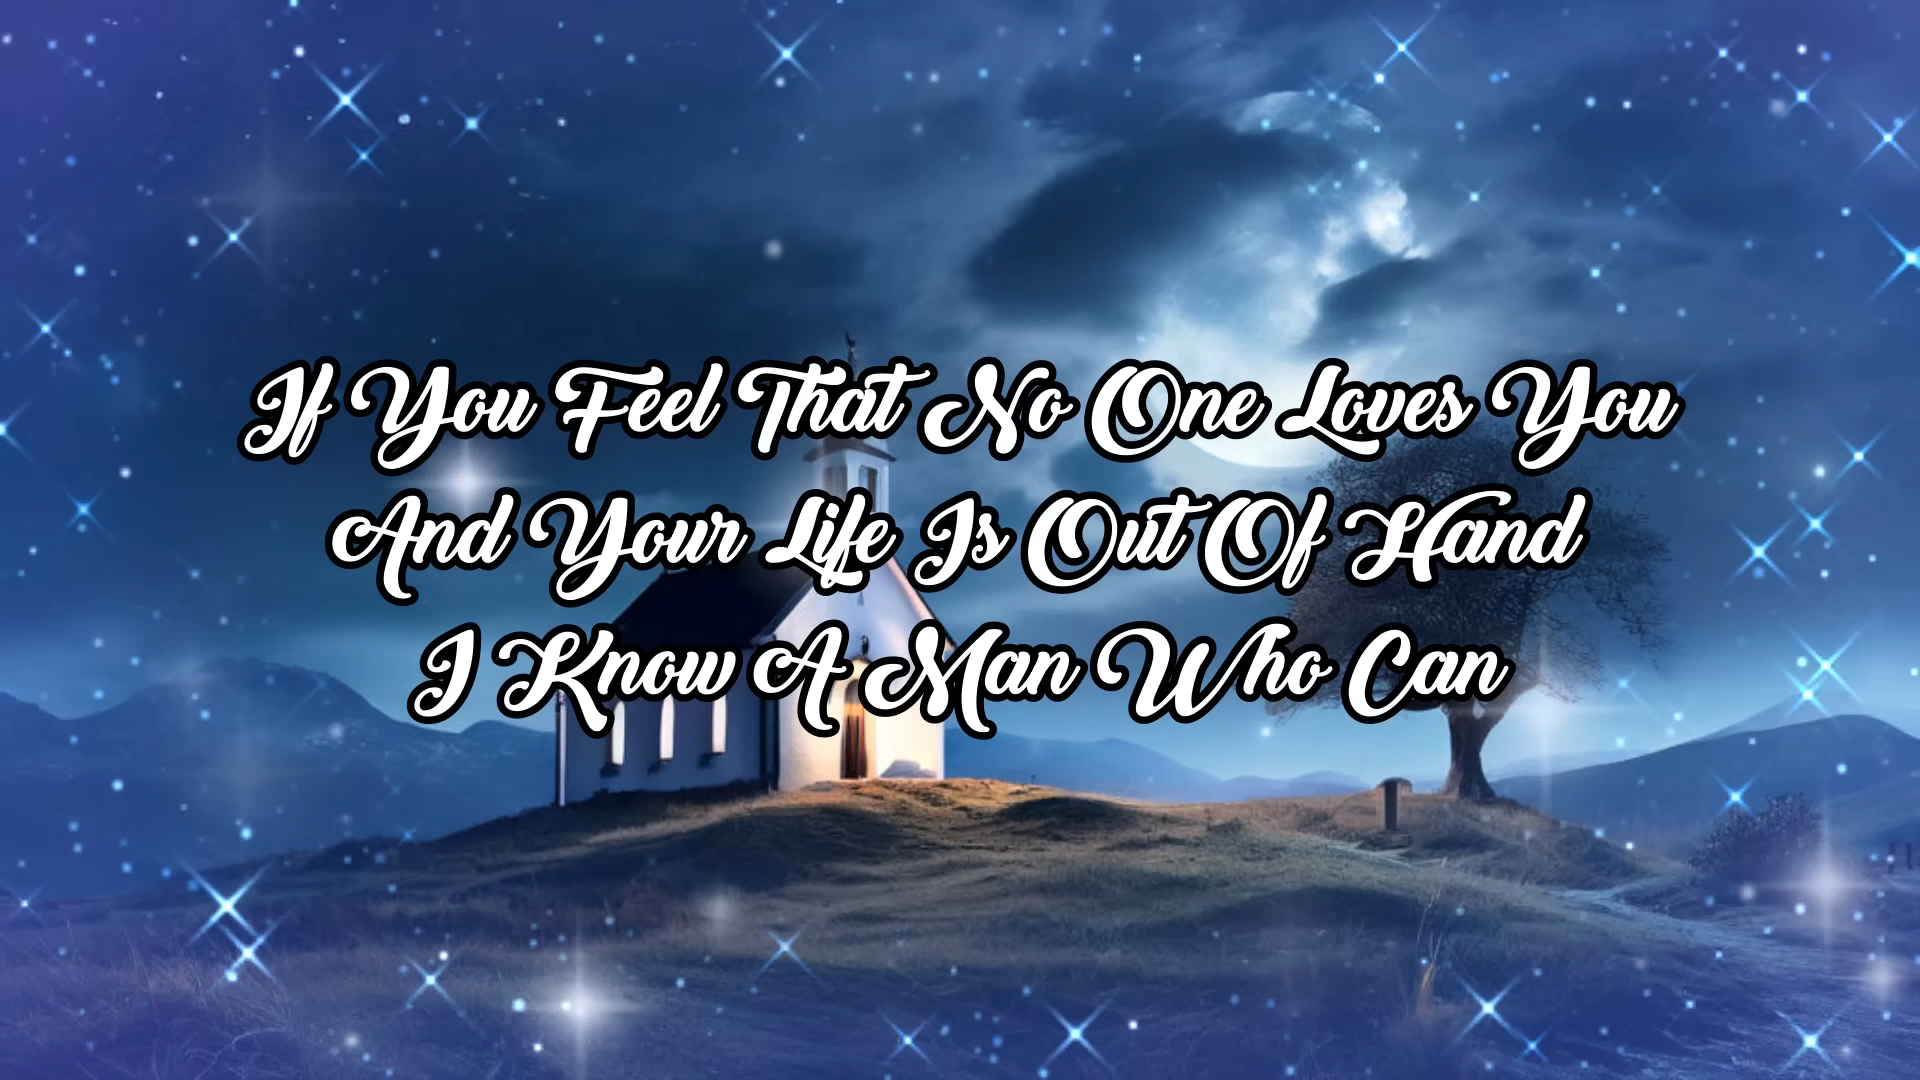 If You Feel That No One Loves You
And Your Life Is Out Of Hand
I Know A Man Who Can